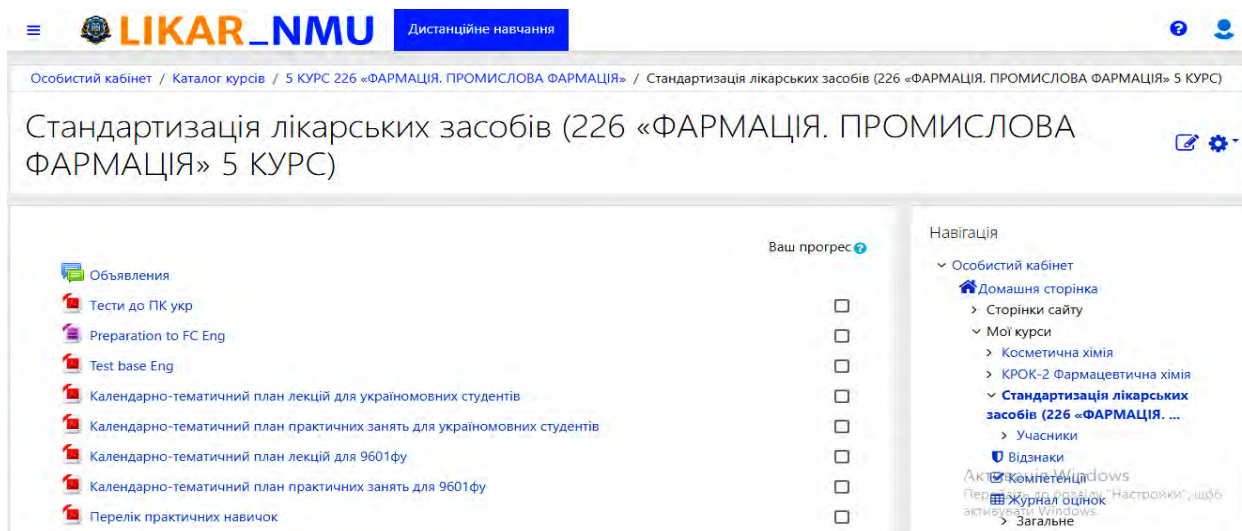 LIKAR_NMU
Дистанційне навчання
Особистий кабінет / Каталог курсів / 5 КУРС 226 «ФАРМАЦІЯ. ПРОМИСЛОВА ФАРМАЦІЯ» / Стандартизація лікарських засобів (226 «ФАРМАЦІЯ. ПРОМИСЛОВА ФАРМАЦІЯ» 5 КУРС)
Стандартизація лікарських засобів (226 «ФАРМАЦІЯ. ПРОМИСЛОВА
ФАРМАЦІЯ» 5 КУРС)
Ваш прогрес
Объявления
Тести до ПК укр
Preparation to FC Eng
Test base Eng
Календарно-тематичний план лекцій для україномовних студентів
Календарно-тематичний план практичних занять для україномовних студентів
Календарно-тематичний план лекцій для 9601фу
Календарно-тематичний план практичних занять для 9601фу
Перелік практичних навичок
Навігація
Особистий кабінет
Домашня сторінка
Сторінки сайту
Мої курси
Косметична хімія
КРОК-2 Фармацевтична хімія
Стандартизація лікарських
засобів (226 «ФАРМАЦІЯ. ...
Учасники
Відзнаки
Компетенції
Журнал оцінок
Загальне
Активація Windows
Перейдіть до розділу "Настройки", щоб
активувати Windows.